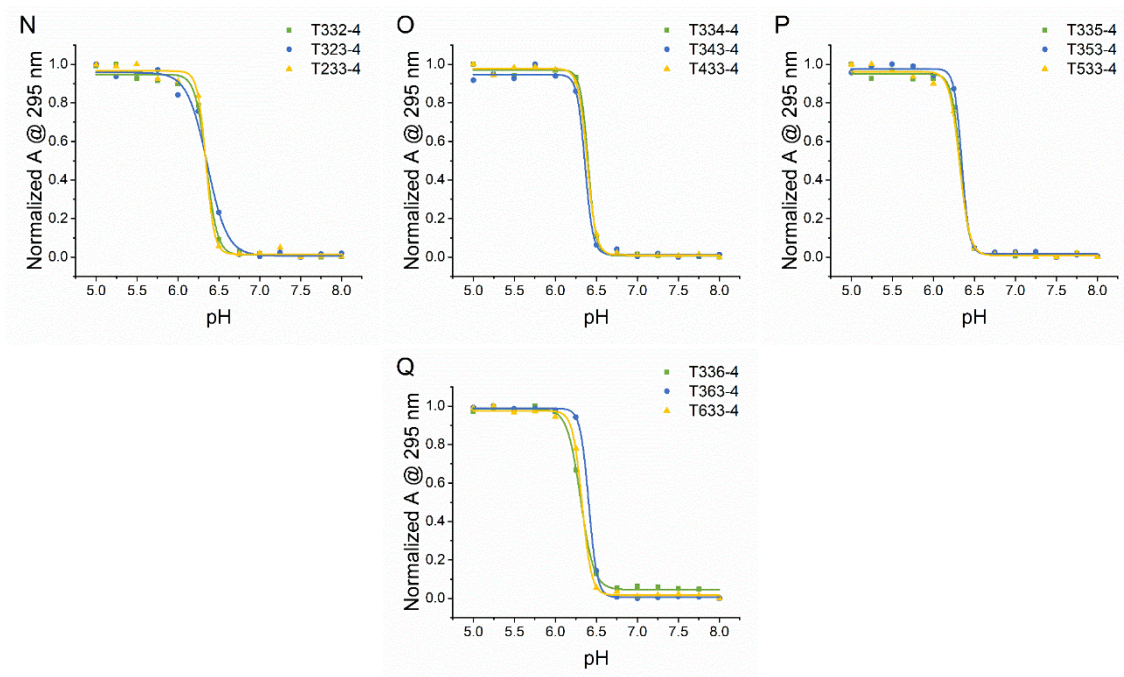 N
T332-4
T323-4
T233-4
1.0
0.8
0.6
0.4
0.2
0.0
Normalized A @ 295 nm
5.0 5.5 6.0 6.5 7.0 7.5 8.0
pH
O
T334-4
T343-4
T433-4
1.0
0.8
0.6
0.4
0.2
0.0
Normalized A @ 295 nm
5.0 5.5 6.0 6.5 7.0 7.5 8.0
pH
P
T335-4
T353-4
T533-4
1.0
0.8
0.6
0.4
0.2
0.0
Normalized A @ 295 nm
5.0 5.5 6.0 6.5 7.0 7.5 8.0
pH
Q
T336-4
T363-4
T633-4
1.0
0.8
0.6
0.4
0.2
0.0
Normalized A @ 295 nm
5.0 5.5 6.0 6.5 7.0 7.5 8.0
pH